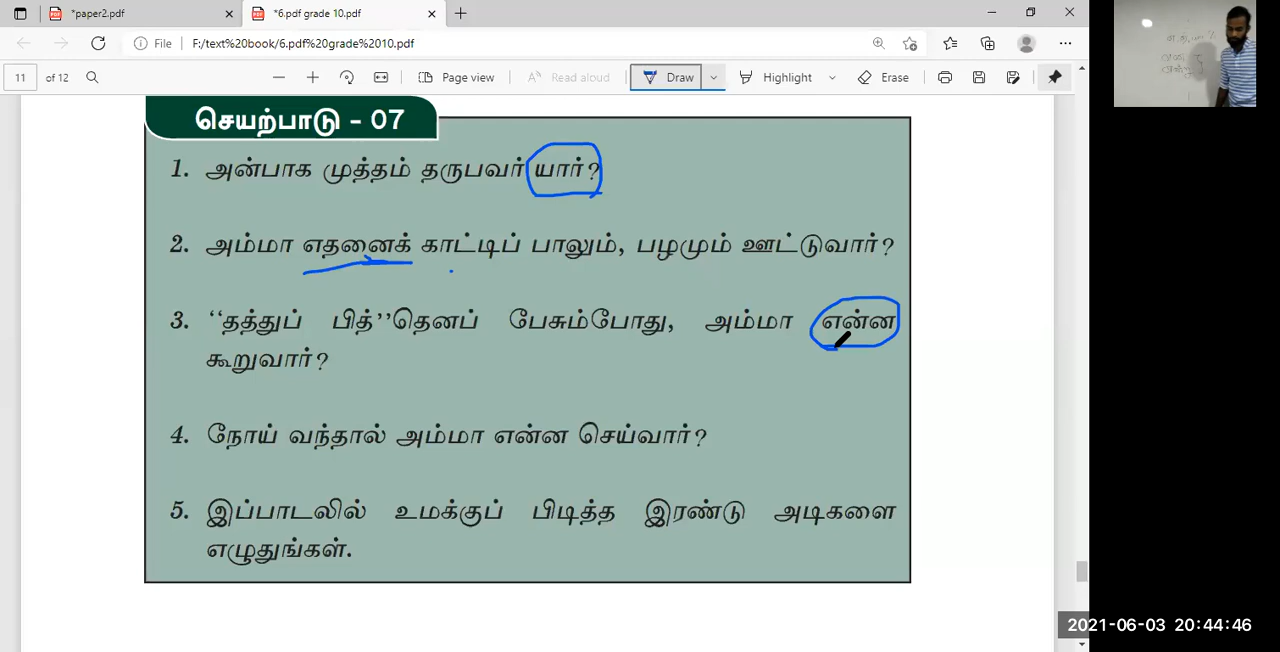 *paper2.pdf
*6.pdf grade 10.pdf
File F:/text%20book/6.pdf%20grade%2010.pdf
11 of 12 Page view Read aloud Draw Highlight Erase
செயற்பாடு - 07
1. அன்பாக முத்தம் தருபவர் யார்?
2. அம்மா எதனைக் காட்டிப் பாலும், பழமும் ஊட்டுவார்?
3. ‘‘தத்துப் பித்’’தெனப் பேசும்போது, அம்மா என்ன
கூறுவார்?
4. நோய் வந்தால் அம்மா என்ன செய்வார்?
5. இப்பாடலில் உமக்குப் பிடித்த இரண்டு அடிகளை
எழுதுங்கள்.
2021-06-03 20:44:46